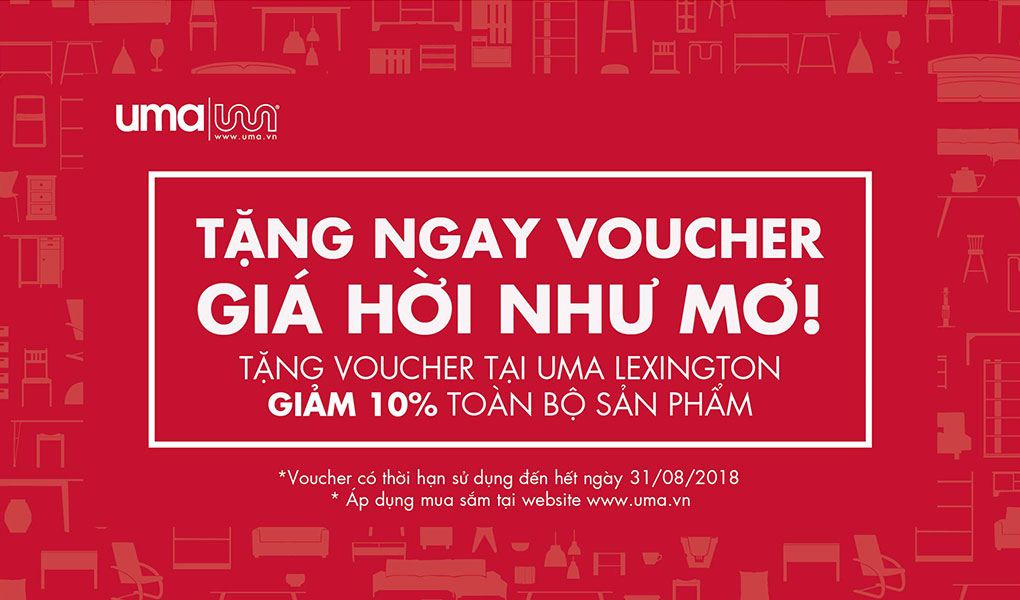 uma
www.uma.vn
TẶNG NGAY VOUCHER
GIÁ HỜI NHƯ MƠ!
TẶNG VOUCHER TẠI UMA LEXINGTON
GIẢM 10% TOÀN BỘ SẢN PHẨM
*Voucher có thời hạn sử dụng đến hết ngày 31/08/2018
* Áp dụng mua sắm tại website www.uma.vn